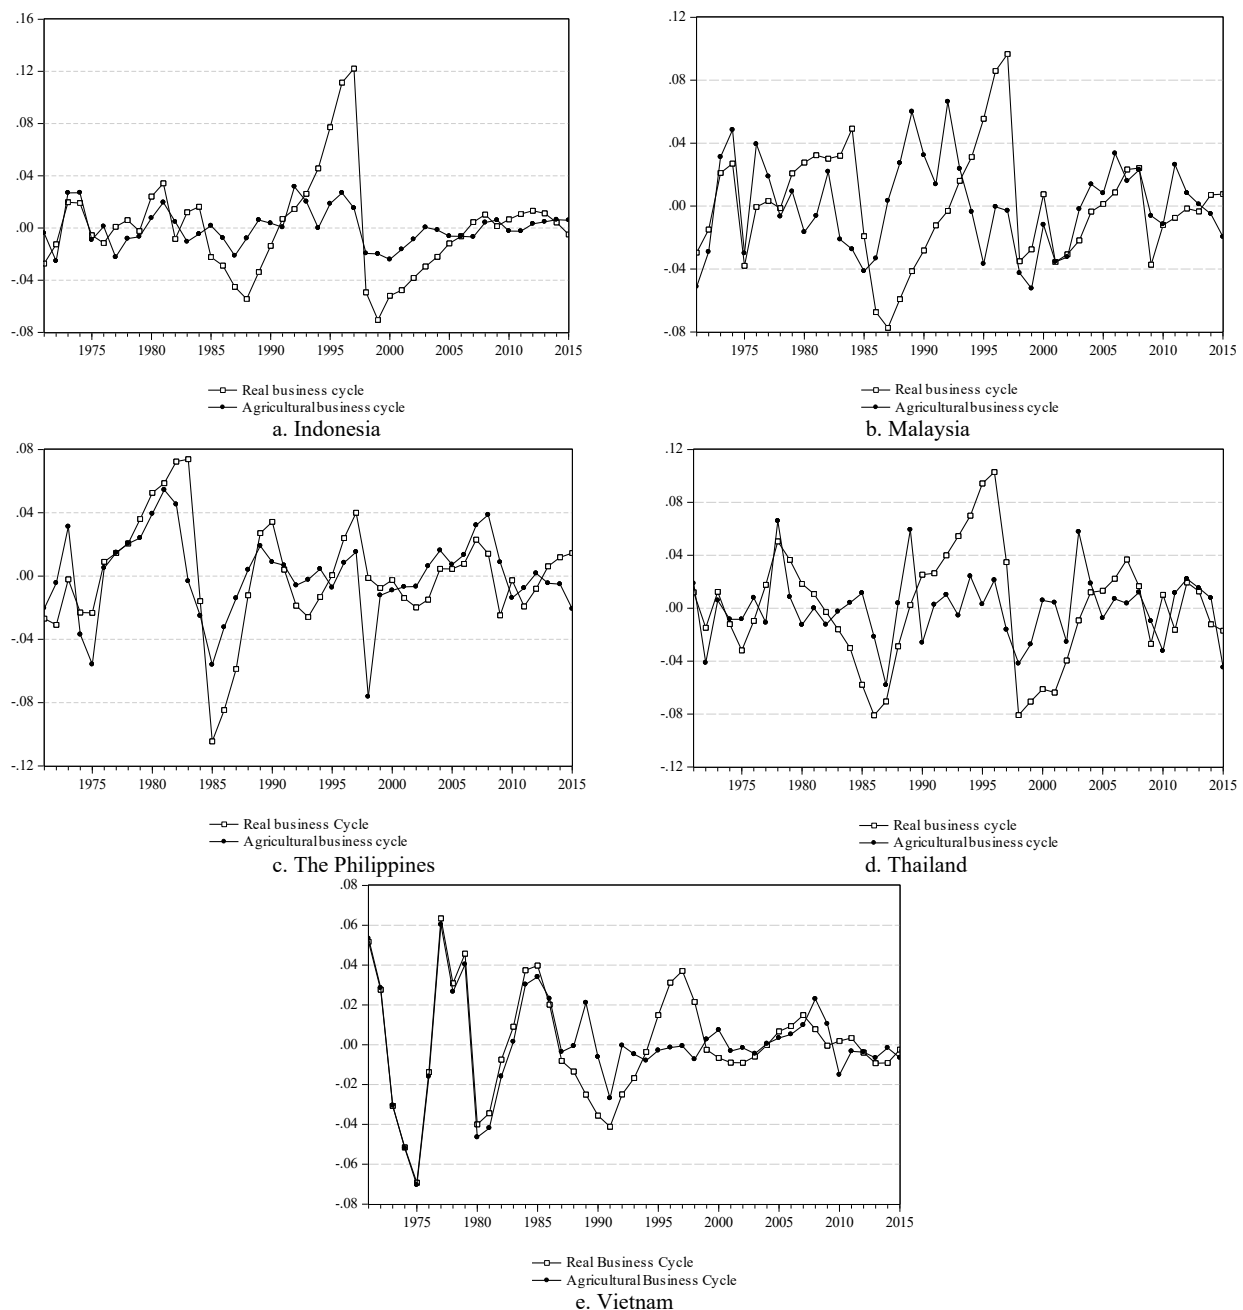 .16
.12
.08
.04
.00
-.04
-.08
1975 1980 1985 1990 1995 2000 2005 2010 2015
Real business cycle
Agricultural business cycle
a. Indonesia
.12
.08
.04
.00
-.04
-.08
1975 1980 1985 1990 1995 2000 2005 2010 2015
Real business cycle
Agricultural business cycle
b. Malaysia
.08
.04
.00
-.04
-.08
-.12
1975 1980 1985 1990 1995 2000 2005 2010 2015
Real business Cycle
Agricultural business cycle
c. The Philippines
.12
.08
.04
.00
-.04
-.08
-.12
1975 1980 1985 1990 1995 2000 2005 2010 2015
Real business cycle
Agricultural business cycle
d. Thailand
.08
.06
.04
.02
.00
-.02
-.04
-.06
-.08
1975 1980 1985 1990 1995 2000 2005 2010 2015
Real Business Cycle
Agricultural Business Cycle
e. Vietnam